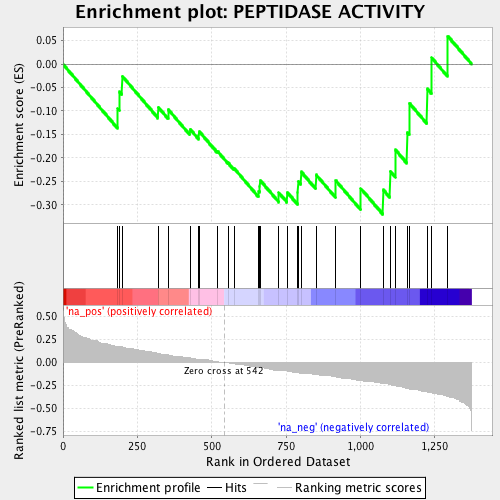 Enrichment plot: PEPTIDASE ACTIVITY
Enrichment score (ES)
0.05
0.00
-0.05
-0.10
-0.15
-0.20
-0.25
-0.30
'na_pos' (positively correlated)
Ranked list metric (PreRanked)
0.50
0.25
0.00
-0.25
-0.50
-0.75
Zero cross at 542
'na_neg' (negatively correlated)
0
250
500
750
1,000
1,250
Rank in Ordered Dataset
Enrichment profile
Hits
Ranking metric scores